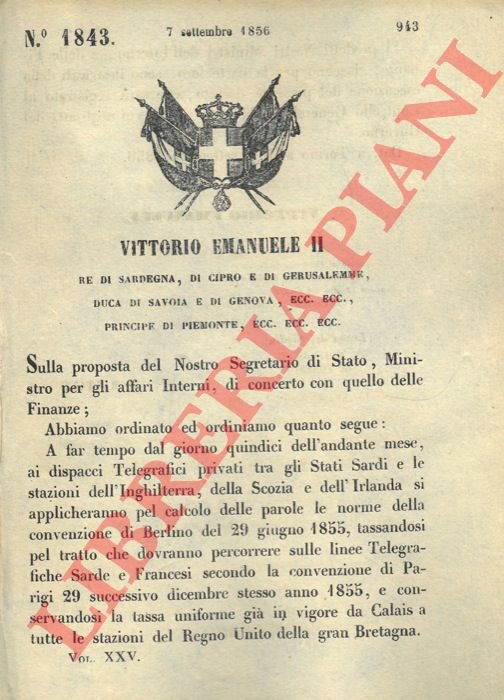 N.º 1843.
7 settembre 1856
943
VITTORIO EMANUELE II
RE DI SARDEGNA, DI CIPRO E DI GERUSALEMME,
DUCA DI SAVOIA E DI GENOVA, ECC. ECC.,
PRINCIPE DI PIEMONTE, ECC. ECC. ECC.
Sulla proposta del Nostro Segretario di Stato, Mini-
stro per gli affari Interni, di concerto con quello delle
Finanze;
Abbiamo ordinato ed ordiniamo quanto segue:
A far tempo dal giorno quindici dell'andante mese,
ai dispacci Telegrafici privati tra gli Stati Sardi e le
stazioni dell'Inghilterra, della Scozia e dell'Irlanda si
applicheranno pel calcolo delle parole le norme della
convenzione di Berlino del 29 giugno 1855, tassandosi
pel tratto che dovranno percorrere sulle linee Telegra-
fiche Sarde e Francesi secondo la convenzione di Pa-
rigi 29 successivo dicembre stesso anno 1855, e con-
servandosi la tassa uniforme già in vigore da Calais a
tutte le stazioni del Regno Unito della gran Bretagna.
VOL. XXV.
LIBRERIA PIANI